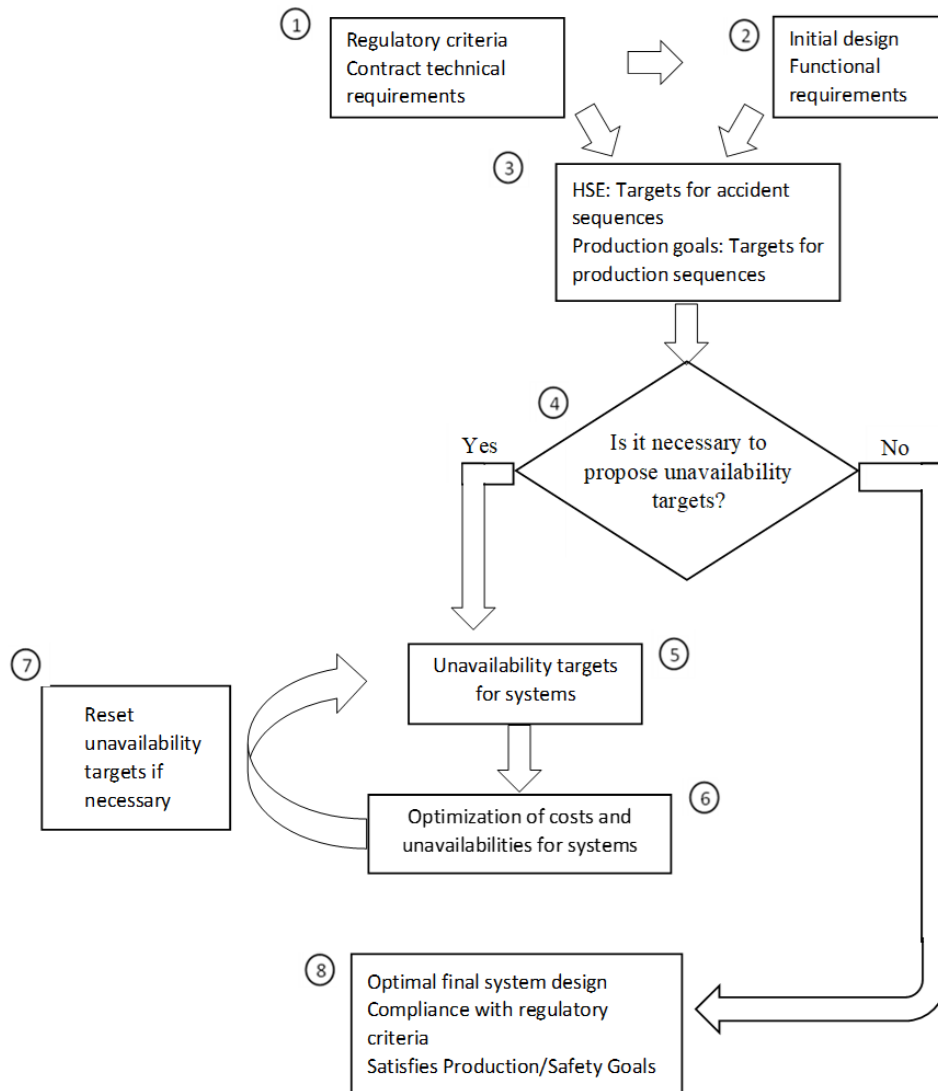 1
Regulatory criteria
Contract technical
requirements
2
Initial design
Functional
requirements
3
HSE: Targets for accident
sequences
Production goals: Targets for
production sequences
4
Is it necessary to
propose unavailability
targets?
Yes
No
5
Unavailability targets
for systems
6
Optimization of costs and
unavailabilities for systems
7
Reset
unavailability
targets if
necessary
8
Optimal final system design
Compliance with regulatory
criteria
Satisfies Production/Safety Goals